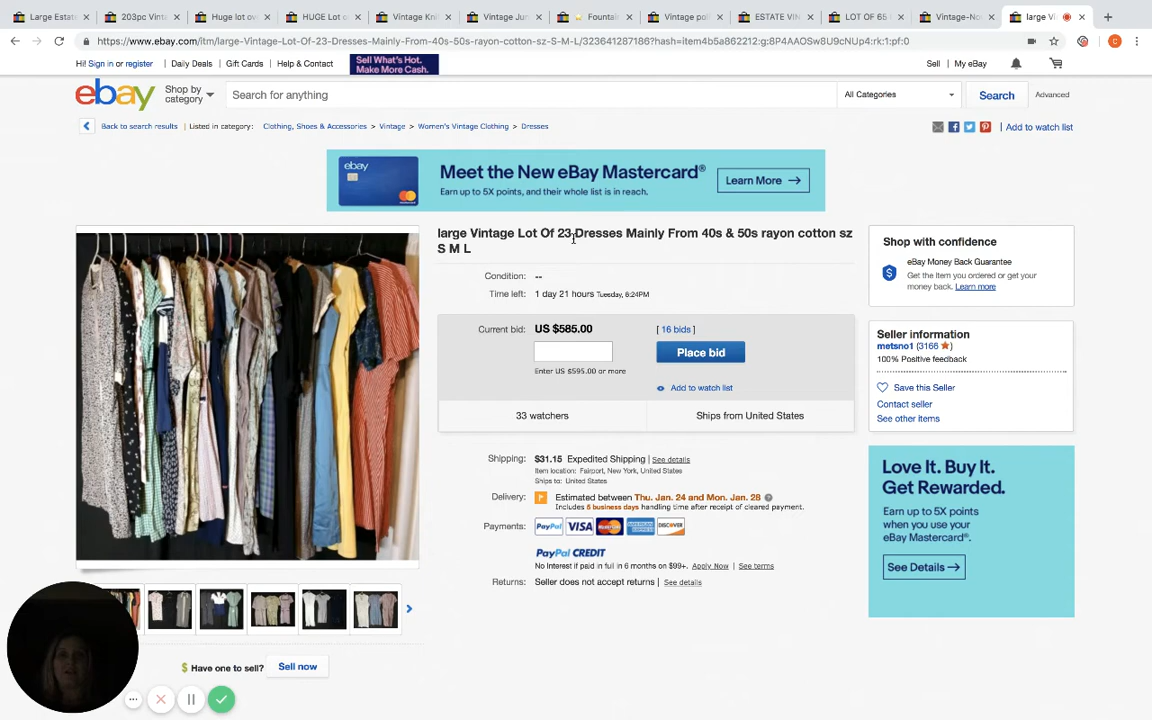 Large Estate
203pc Vinta
Huge lot ov
HUGE Lot o
Vintage Kni
Vintage Jun
Fountai
Vintage pol
ESTATE VIN
LOT OF 65
Vintage-No
large Vi
https://www.ebay.com/itm/large-Vintage-Lot-Of-23-Dresses-Mainly-From-40s-50s-rayon-cotton-sz-S-M-L/323641287186?hash=item4b5a862212:g:8P4AAOSw8U9cNUp4:rk:1:pf:0
C
Hi! Sign in or register
Daily Deals
Gift Cards
Help & Contact
Sell What's Hot.
Make More Cash.
Sell
My eBay
ebay
Shop by
category
Search for anything
All Categories
Search
Advanced
Back to search results
Listed in category:
Clothing, Shoes & Accessories > Vintage > Women's Vintage Clothing > Dresses
Add to watch list
ebay
Meet the New eBay Mastercard®
Earn up to 5X points, and their whole list is in reach.
Learn More →
large Vintage Lot Of 23 Dresses Mainly From 40s & 50s rayon cotton sz
S M L
Condition: --
Time left: 1 day 21 hours Tuesday, 6:24PM
Current bid: US $585.00
[ 16 bids ]
Place bid
Enter US $595.00 or more
Add to watch list
33 watchers
Ships from United States
Shipping: $31.15 Expedited Shipping | See details
Item location: Fairport, New York, United States
Ships to: United States
Delivery: Estimated between Thu. Jan. 24 and Mon. Jan. 28
Includes 5 business days handling time after receipt of cleared payment.
Payments: PayPal VISA MasterCard AMERICAN EXPRESS DISCOVER
PayPal CREDIT
No Interest if paid in full in 6 months on $99+. Apply Now | See terms
Returns: Seller does not accept returns | See details
Shop with confidence
eBay Money Back Guarantee
Get the item you ordered or get your
money back. Learn more
Seller information
metsno1 (3166 )
100% Positive feedback
Save this Seller
Contact seller
See other items
Love It. Buy It.
Get Rewarded.
Earn up to 5X points
when you use your
eBay Mastercard®.
See Details →
Have one to sell?
Sell now